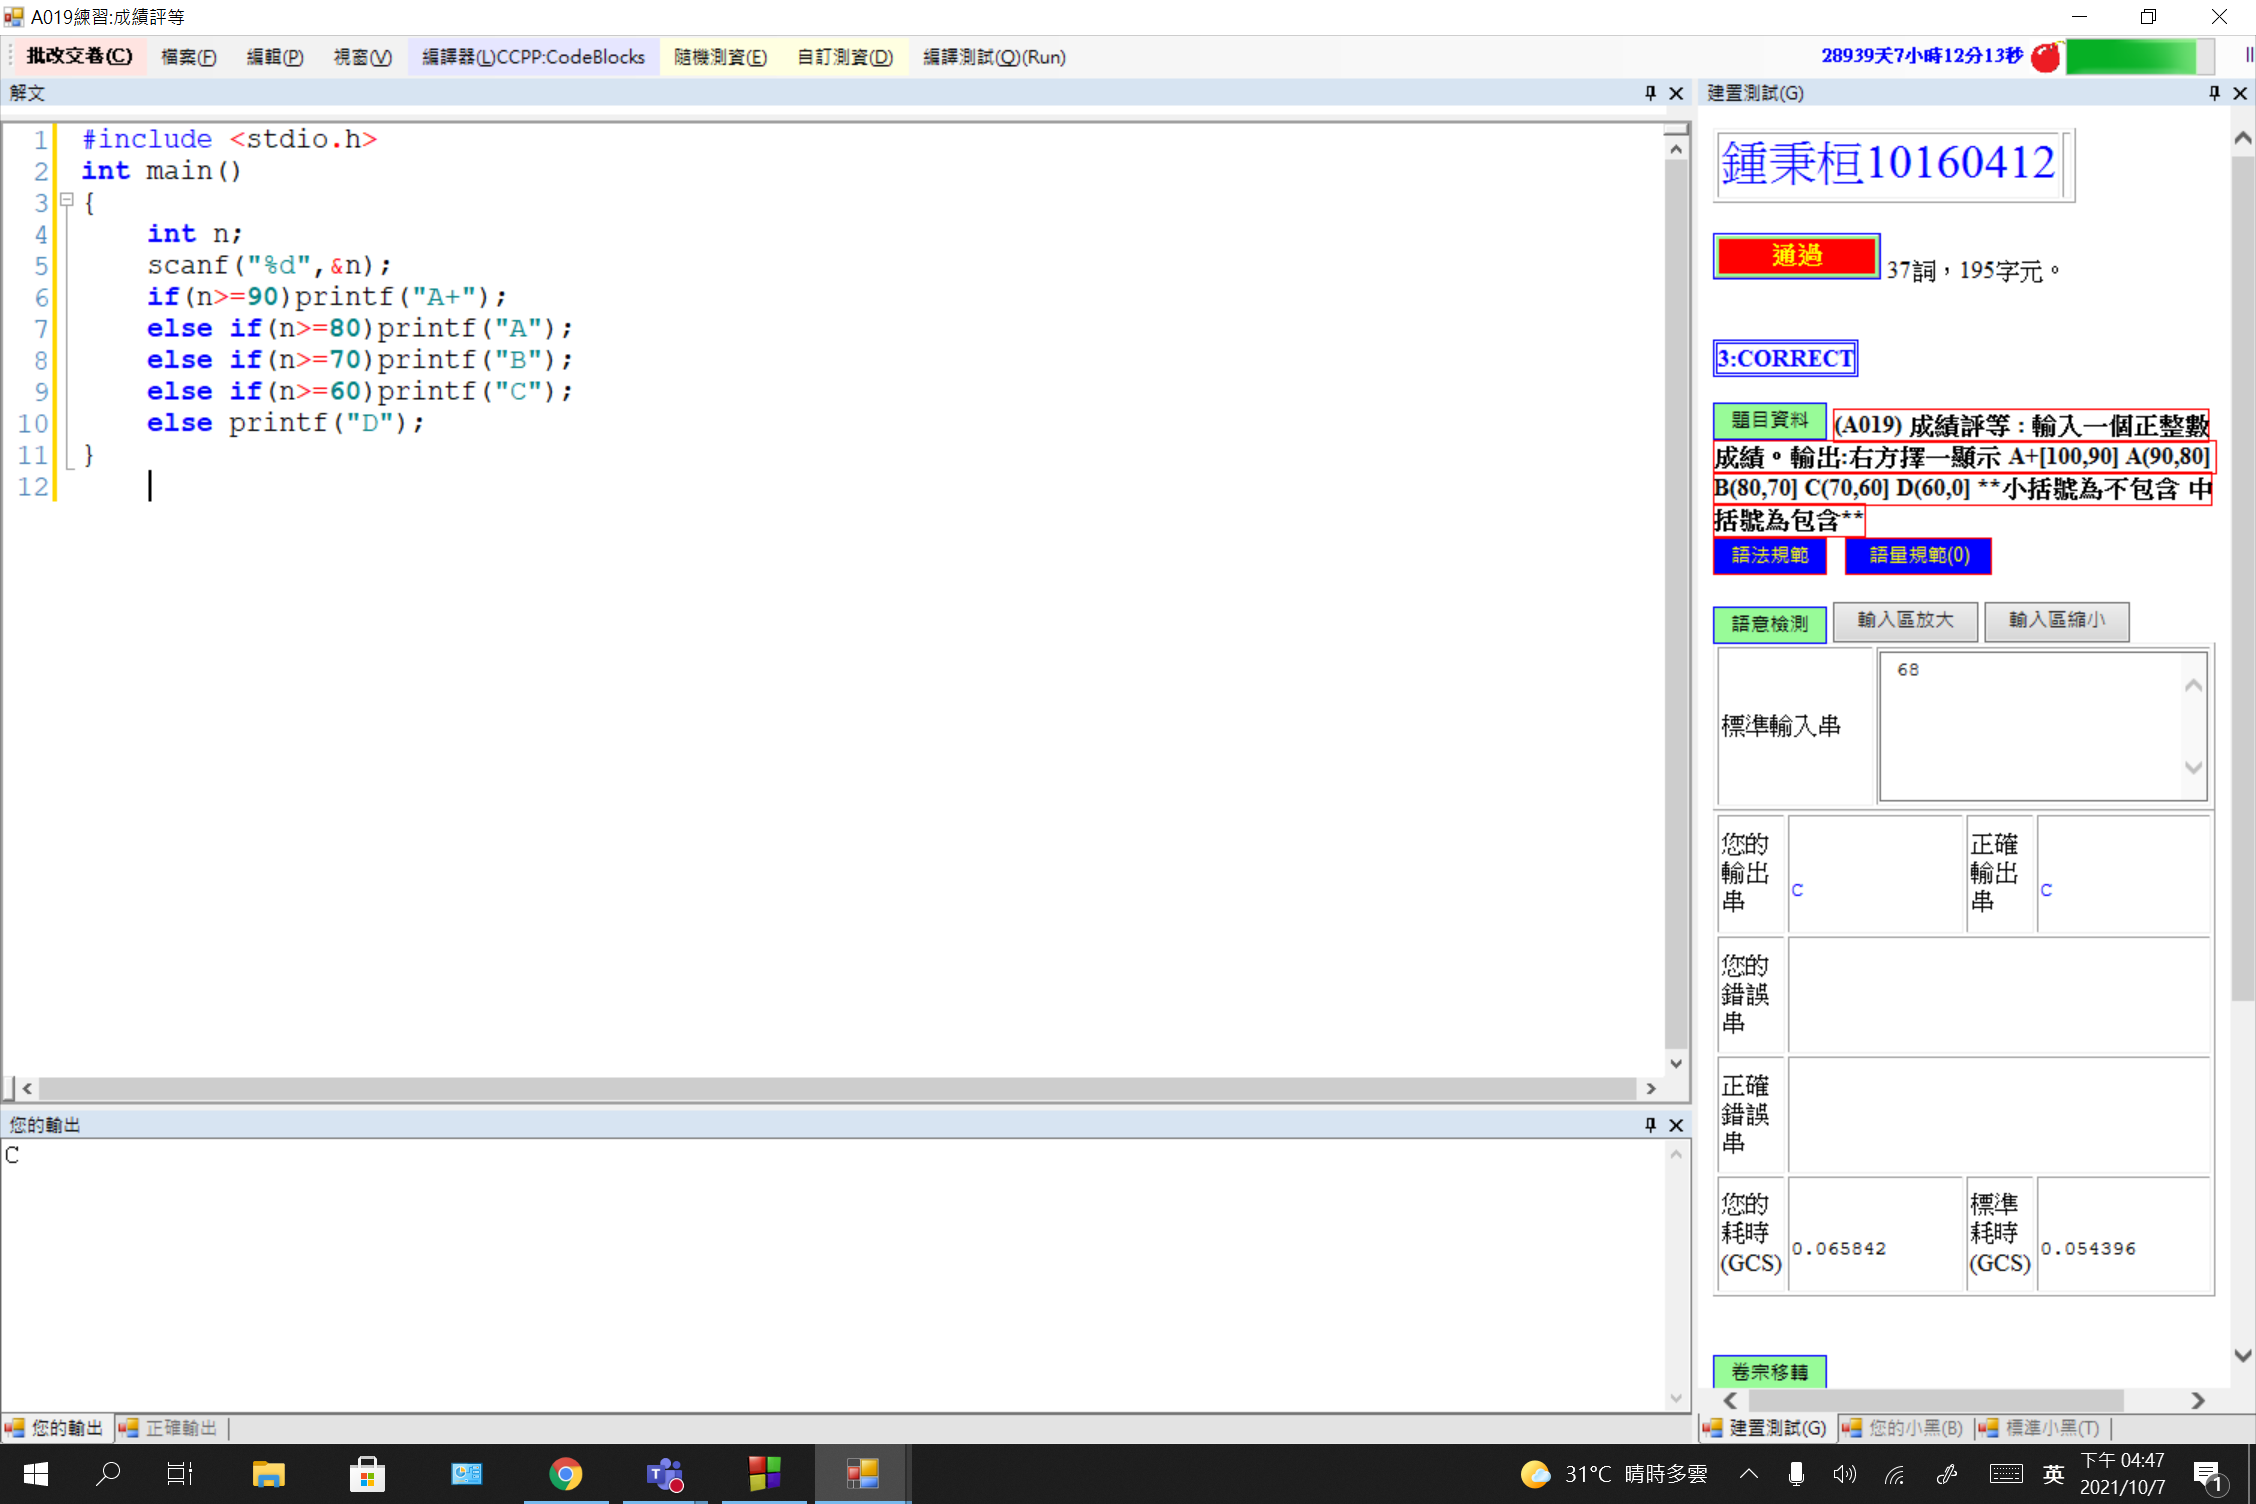 A019練習:成績評等
批改交卷(C) 檔案(F) 編輯(P) 視窗(V) 編譯器(L)CCPP:CodeBlocks 隨機測資(E) 自訂測資(D) 編譯測試(Q)(Run) 28939天7小時12分13秒
解文
1 #include <stdio.h>
2 int main()
3 {
4 int n;
5 scanf("%d",&n);
6 if(n>=90)printf("A+");
7 else if(n>=80)printf("A");
8 else if(n>=70)printf("B");
9 else if(n>=60)printf("C");
10 else printf("D");
11 }
12
您的輸出
C
您的輸出 正確輸出
建置測試(G)
鍾秉桓10160412
通過 37詞，195字元。
3:CORRECT
題目資料 (A019) 成績評等 : 輸入一個正整數
成績。輸出:右方擇一顯示 A+[100,90] A(90,80]
B(80,70] C(70,60] D(60,0] **小括號為不包含 中
括號為包含**
語法規範 語量規範(0)
語意檢測 輸入區放大 輸入區縮小
標準輸入串 68
您的輸出串 C 正確輸出串 C
您的錯誤串
正確錯誤串
您的耗時(GCS) 0.065842 標準耗時(GCS) 0.054396
卷宗移轉
建置測試(G) 您的小黑(B) 標準小黑(T)
31°C 晴時多雲 英 下午 04:47
2021/10/7 1